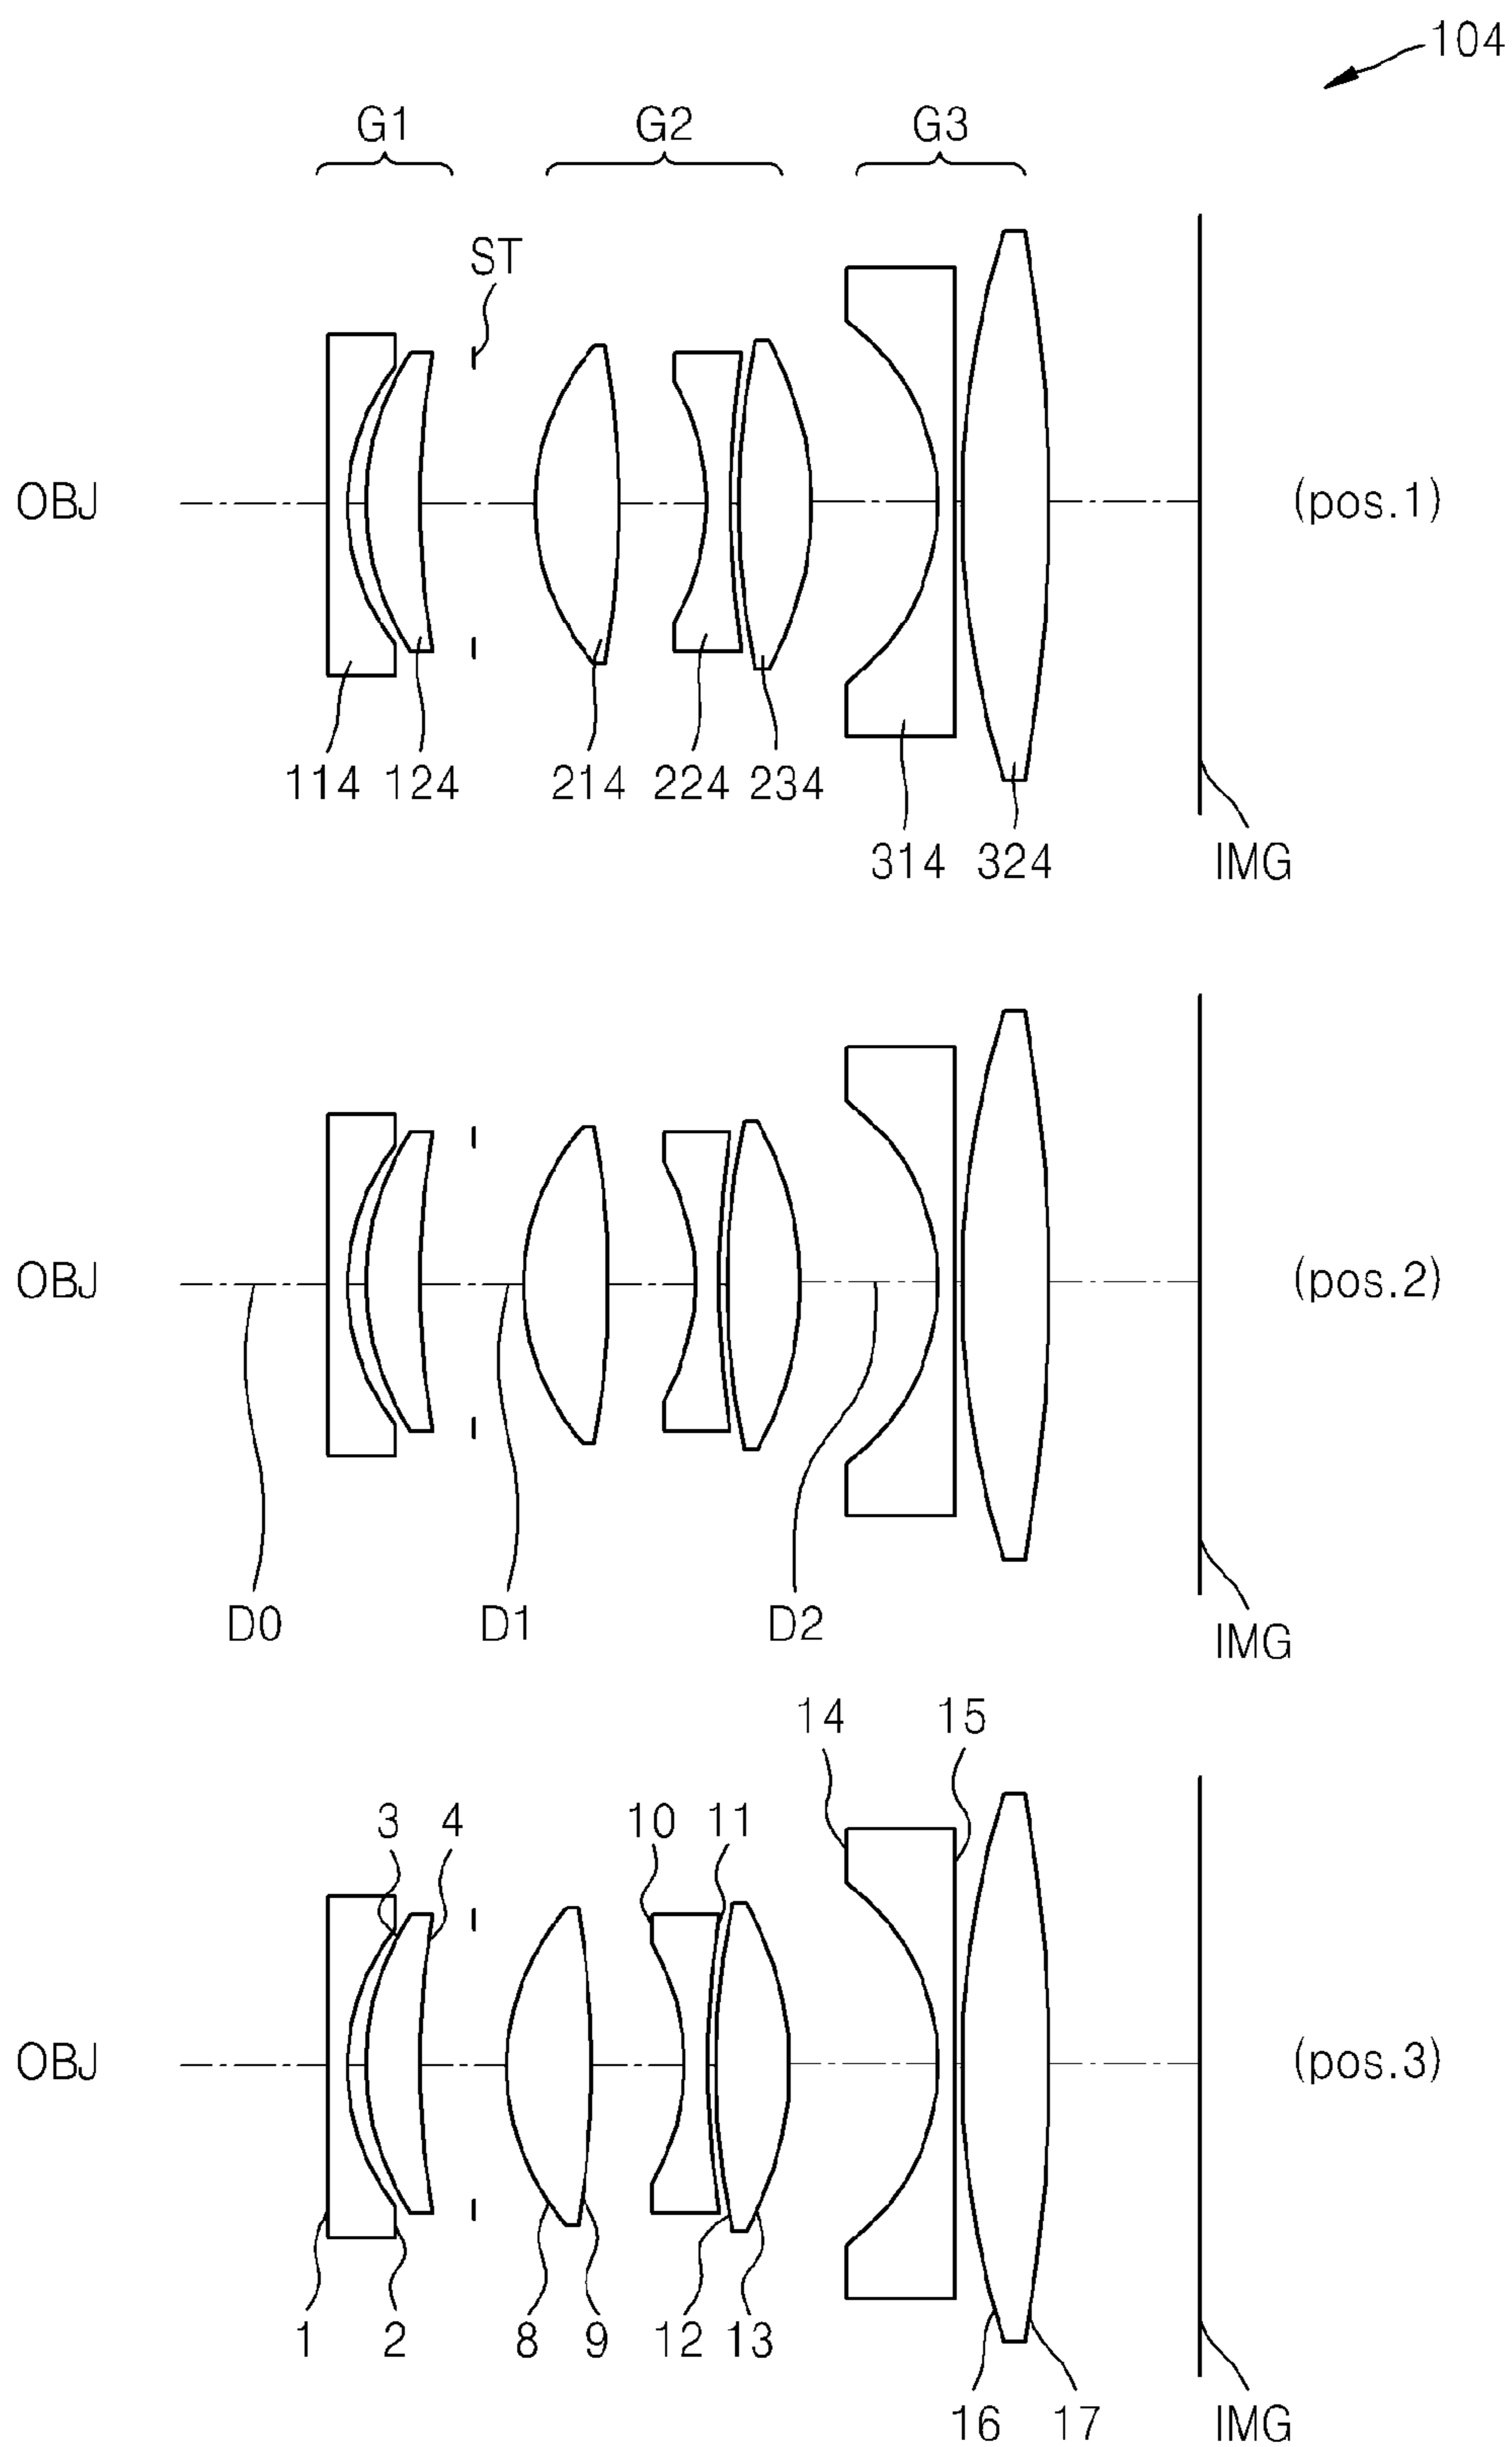 104
G1 G2 G3
ST
OBJ (pos.1)
114 124 214 224 234
314 324 IMG
OBJ (pos.2)
D0 D1 D2
IMG
14 15
3 4 10 11
OBJ (pos.3)
1 2 8 9 12 13
16 17 IMG